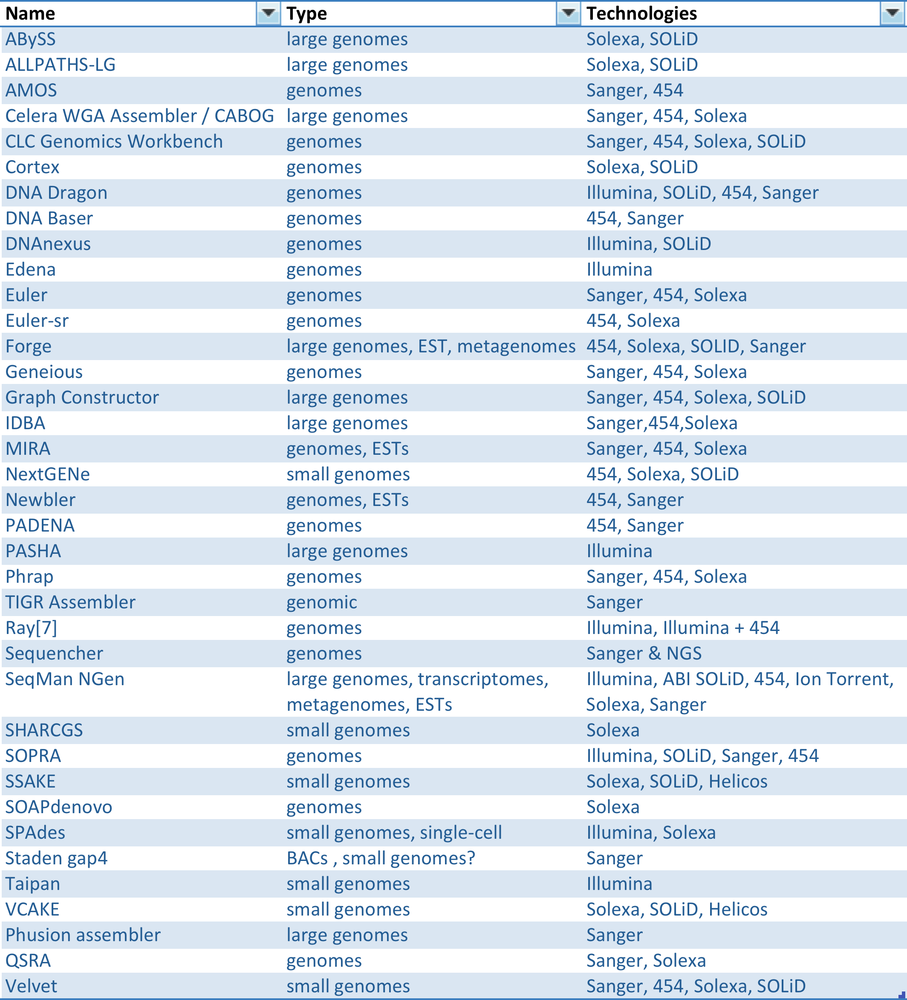 Name Type Technologies
ABySS large genomes Solexa, SOLiD
ALLPATHS-LG large genomes Solexa, SOLiD
AMOS genomes Sanger, 454
Celera WGA Assembler / CABOG large genomes Sanger, 454, Solexa
CLC Genomics Workbench genomes Sanger, 454, Solexa, SOLiD
Cortex genomes Solexa, SOLiD
DNA Dragon genomes Illumina, SOLiD, 454, Sanger
DNA Baser genomes 454, Sanger
DNAnexus genomes Illumina, SOLiD
Edena genomes Illumina
Euler genomes Sanger, 454, Solexa
Euler-sr genomes 454, Solexa
Forge large genomes, EST, metagenomes 454, Solexa, SOLID, Sanger
Geneious genomes Sanger, 454, Solexa
Graph Constructor large genomes Sanger, 454, Solexa, SOLiD
IDBA large genomes Sanger,454,Solexa
MIRA genomes, ESTs Sanger, 454, Solexa
NextGENe small genomes 454, Solexa, SOLiD
Newbler genomes, ESTs 454, Sanger
PADENA genomes 454, Sanger
PASHA large genomes Illumina
Phrap genomes Sanger, 454, Solexa
TIGR Assembler genomic Sanger
Ray[7] genomes Illumina, Illumina + 454
Sequencher genomes Sanger & NGS
SeqMan NGen large genomes, transcriptomes, Illumina, ABI SOLiD, 454, Ion Torrent,
metagenomes, ESTs Solexa, Sanger
SHARCGS small genomes Solexa
SOPRA genomes Illumina, SOLiD, Sanger, 454
SSAKE small genomes Solexa, SOLiD, Helicos
SOAPdenovo genomes Solexa
SPAdes small genomes, single-cell Illumina, Solexa
Staden gap4 BACs , small genomes? Sanger
Taipan small genomes Illumina
VCAKE small genomes Solexa, SOLiD, Helicos
Phusion assembler large genomes Sanger
QSRA genomes Sanger, Solexa
Velvet small genomes Sanger, 454, Solexa, SOLiD